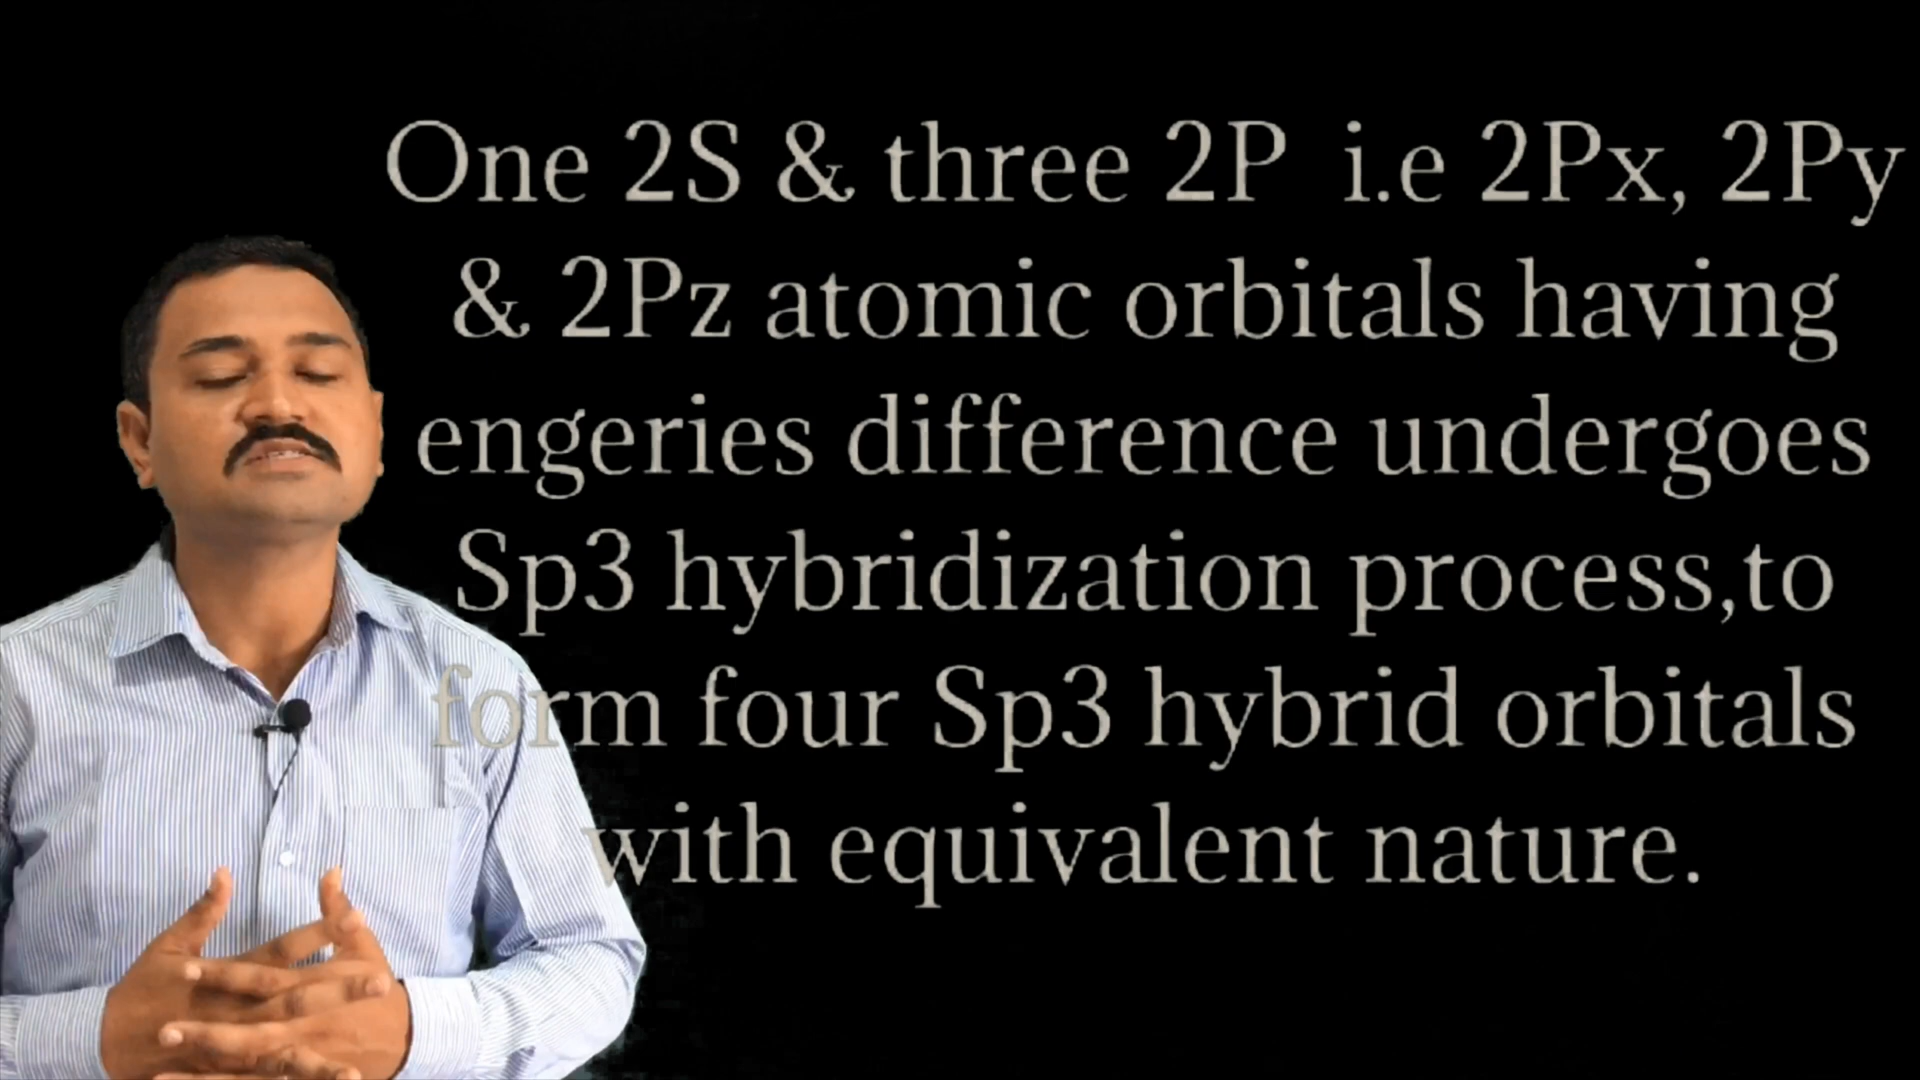 One 2S & three 2P i.e 2Px, 2Py
& 2Pz atomic orbitals having
engeries difference undergoes
Sp3 hybridization process,to
form four Sp3 hybrid orbitals
with equivalent nature.